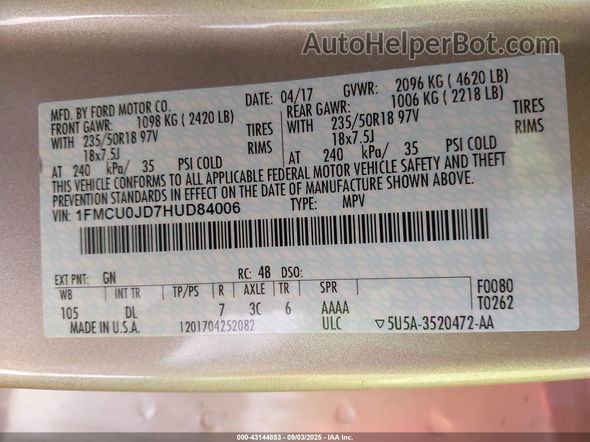 AutoHelperBot.com
MFD. BY FORD MOTOR CO.
DATE: 04/17 GVWR: 2096 KG ( 4620 LB)
FRONT GAWR: 1098 KG ( 2420 LB) REAR GAWR: 1006 KG ( 2218 LB)
WITH 235/50R18 97V TIRES WITH 235/50R18 97V TIRES
18x7.5J RIMS 18x7.5J RIMS
AT 240 kPa/ 35 PSI COLD AT 240 kPa/ 35 PSI COLD
THIS VEHICLE CONFORMS TO ALL APPLICABLE FEDERAL MOTOR VEHICLE SAFETY AND THEFT
PREVENTION STANDARDS IN EFFECT ON THE DATE OF MANUFACTURE SHOWN ABOVE.
VIN: 1FMCU0JD7HUD84006 TYPE: MPV
EXT PNT: GN RC: 48 DSO:
WB INT TR TP/PS R AXLE TR SPR F0080
105 DL 7 3C 6 AAAA T0262
MADE IN U.S.A. 1201704252082 ULC ▽5U5A-3520472-AA
000-43144853 - 09/03/2025 - IAA Inc.